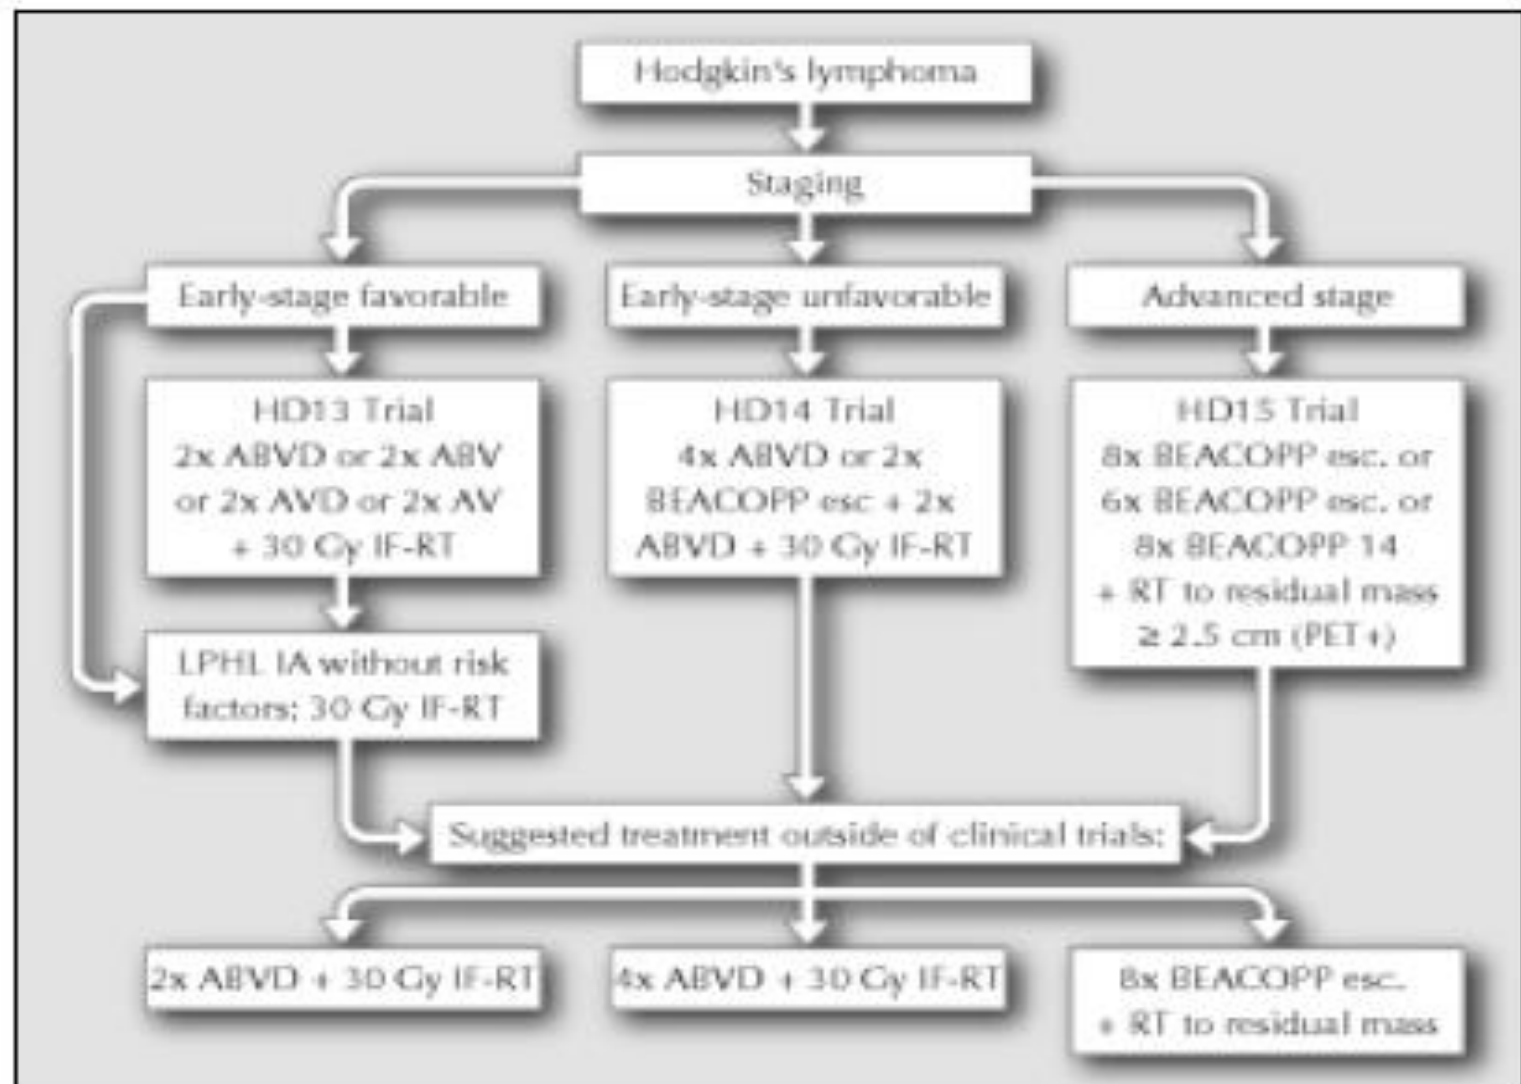 Hodgkin's lymphoma
Staging
Early-stage favorable
Early-stage unfavorable
Advanced stage
HD13 Trial
2x ABVD or 2x ABV
or 2x AVD or 2x AV
+ 30 Gy IF-RT
HD14 Trial
4x ABVD or 2x
BEACOPP esc + 2x
ABVD + 30 Gy IF-RT
HD15 Trial
8x BEACOPP esc. or
6x BEACOPP esc. or
8x BEACOPP 14
+ RT to residual mass
≥ 2.5 cm (PET+)
LPHL IA without risk
factors; 30 Gy IF-RT
Suggested treatment outside of clinical trials:
2x ABVD + 30 Gy IF-RT
4x ABVD + 30 Gy IF-RT
8x BEACOPP esc.
+ RT to residual mass